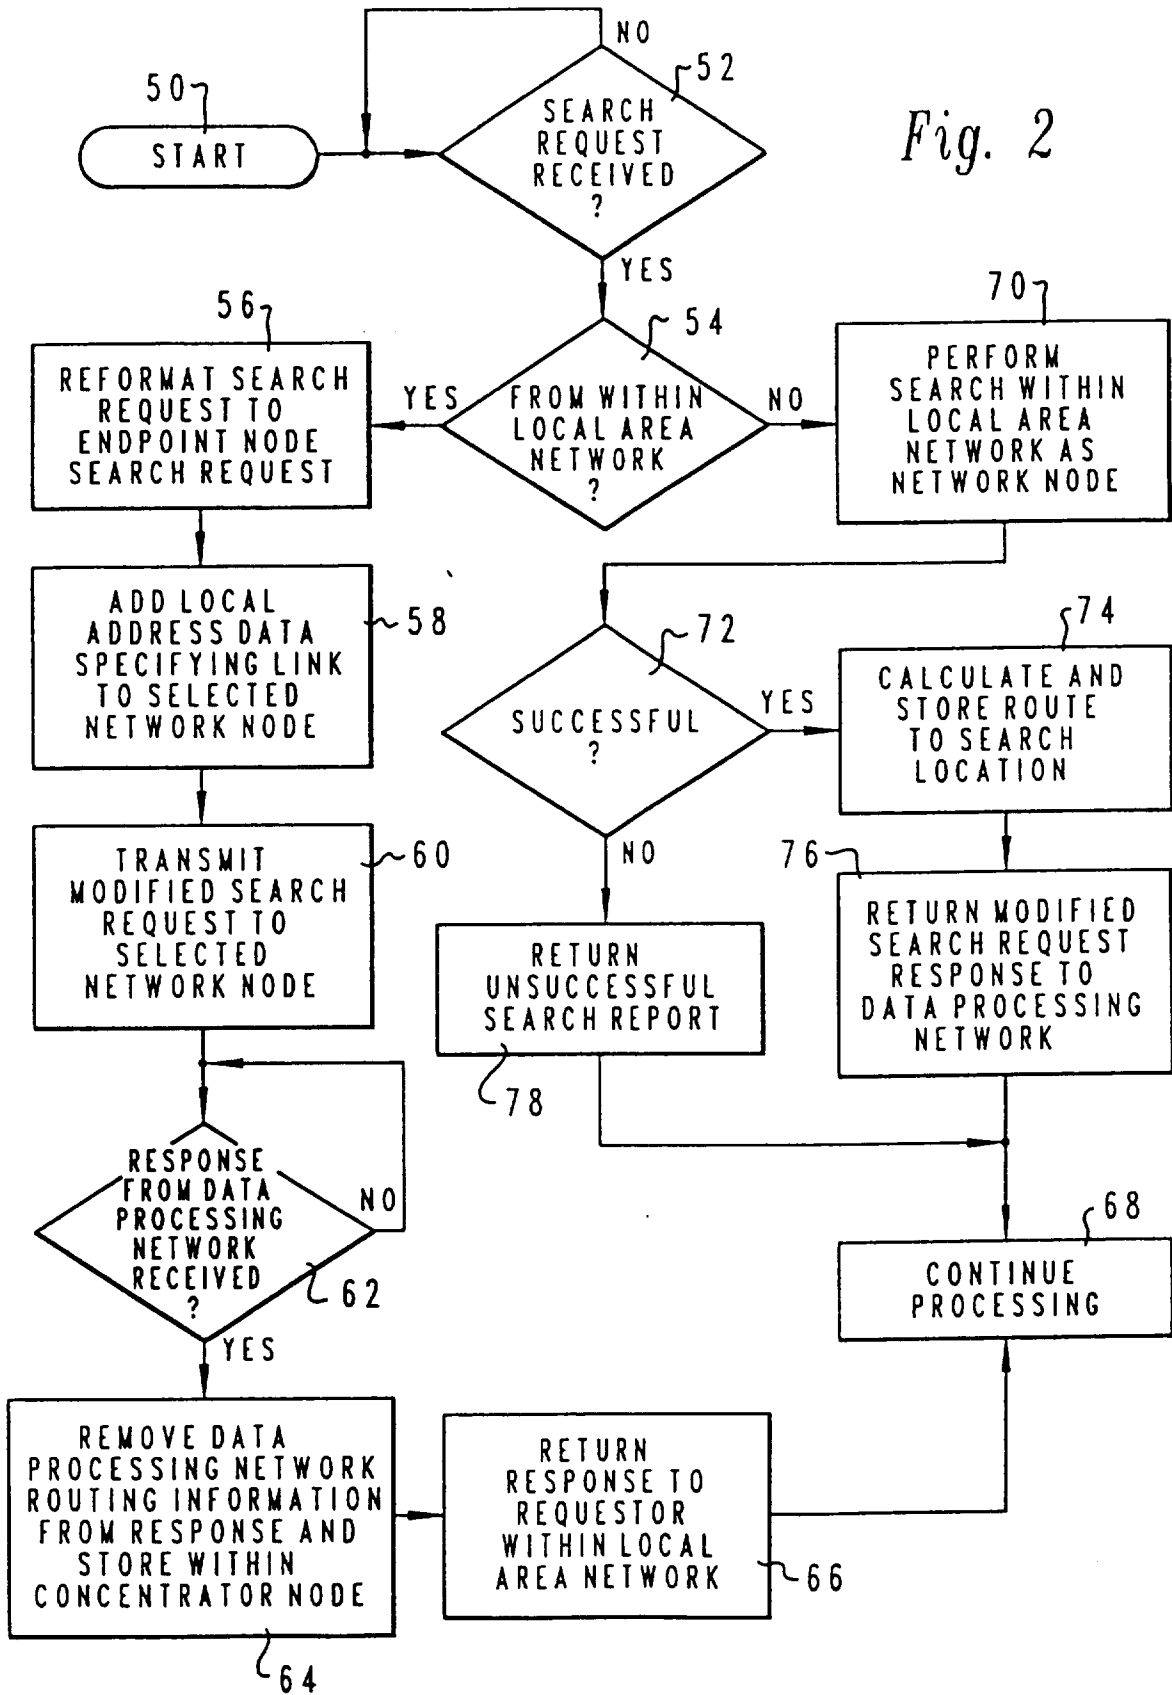 NO
52
50
SEARCH
REQUEST
RECEIVED
?
START
Fig. 2
YES
56
54
70
REFORMAT SEARCH
REQUEST TO
ENDPOINT NODE
SEARCH REQUEST
YES
FROM WITHIN
LOCAL AREA
NETWORK
?
NO
PERFORM
SEARCH WITHIN
LOCAL AREA
NETWORK AS
NETWORK NODE
ADD LOCAL
ADDRESS DATA
SPECIFYING LINK
TO SELECTED
NETWORK NODE
58
72
74
SUCCESSFUL
?
YES
CALCULATE AND
STORE ROUTE
TO SEARCH
LOCATION
TRANSMIT
MODIFIED SEARCH
REQUEST TO
SELECTED
NETWORK NODE
60
NO
76
RETURN
UNSUCCESSFUL
SEARCH REPORT
78
RETURN MODIFIED
SEARCH REQUEST
RESPONSE TO
DATA PROCESSING
NETWORK
RESPONSE
FROM DATA
PROCESSING
NETWORK
RECEIVED
?
NO
62
YES
68
CONTINUE
PROCESSING
REMOVE DATA
PROCESSING NETWORK
ROUTING INFORMATION
FROM RESPONSE AND
STORE WITHIN
CONCENTRATOR NODE
64
RETURN
RESPONSE TO
REQUESTOR
WITHIN LOCAL
AREA NETWORK
66